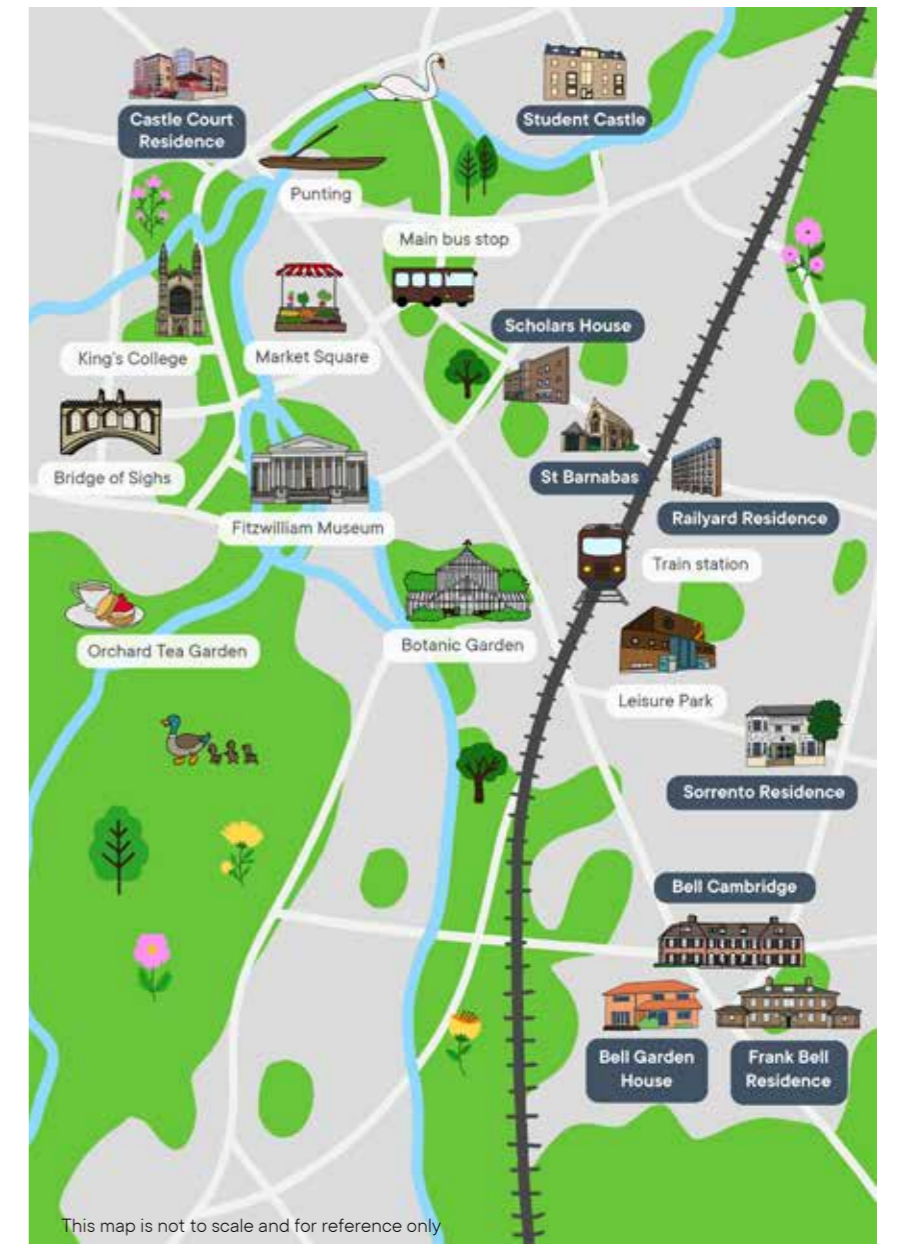 Castle Court
Residence
Student Castle
Punting
Main bus stop
Scholars House
King's College
Market Square
Bridge of Sighs
St Barnabas
Railyard Residence
Fitzwilliam Museum
Train station
Orchard Tea Garden
Botanic Garden
Leisure Park
Sorrento Residence
Bell Cambridge
Bell Garden
House
Frank Bell
Residence
This map is not to scale and for reference only